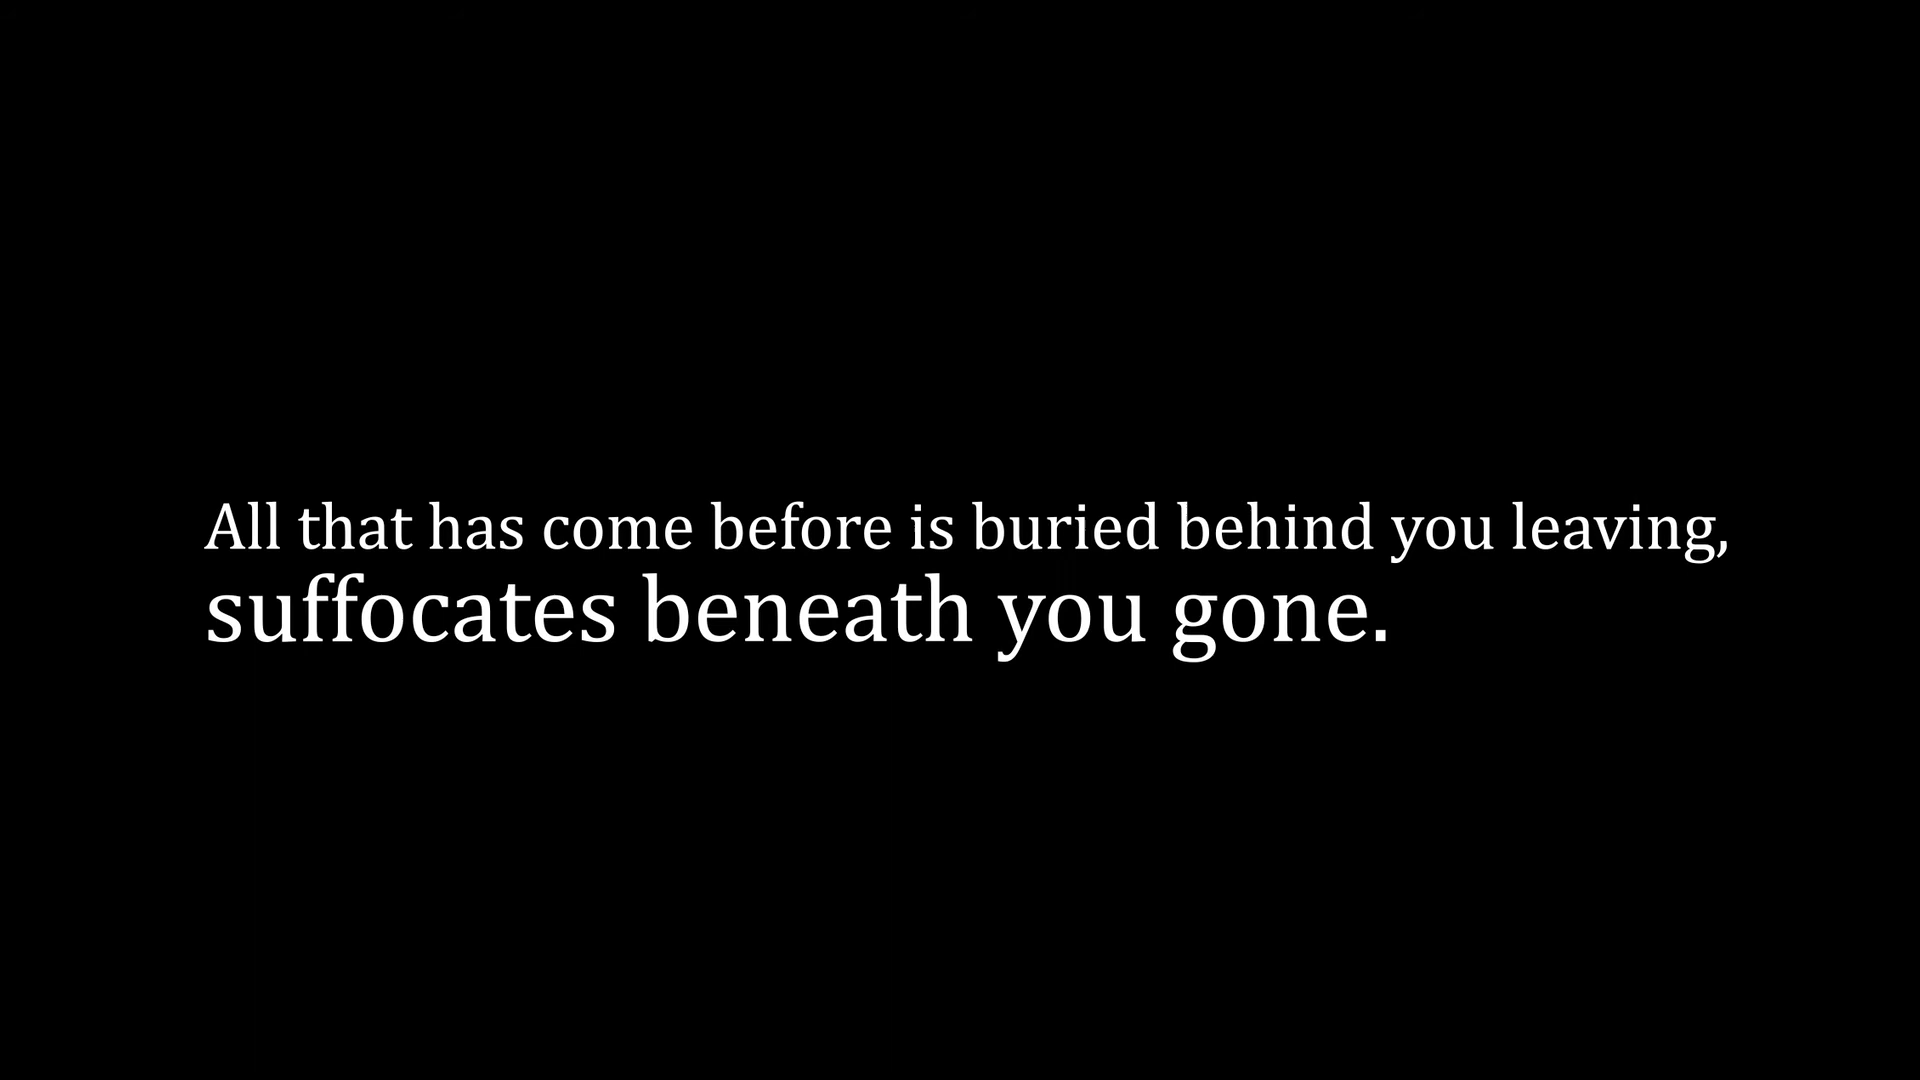 All that has come before is buried behind you leaving,
suffocates beneath you gone.